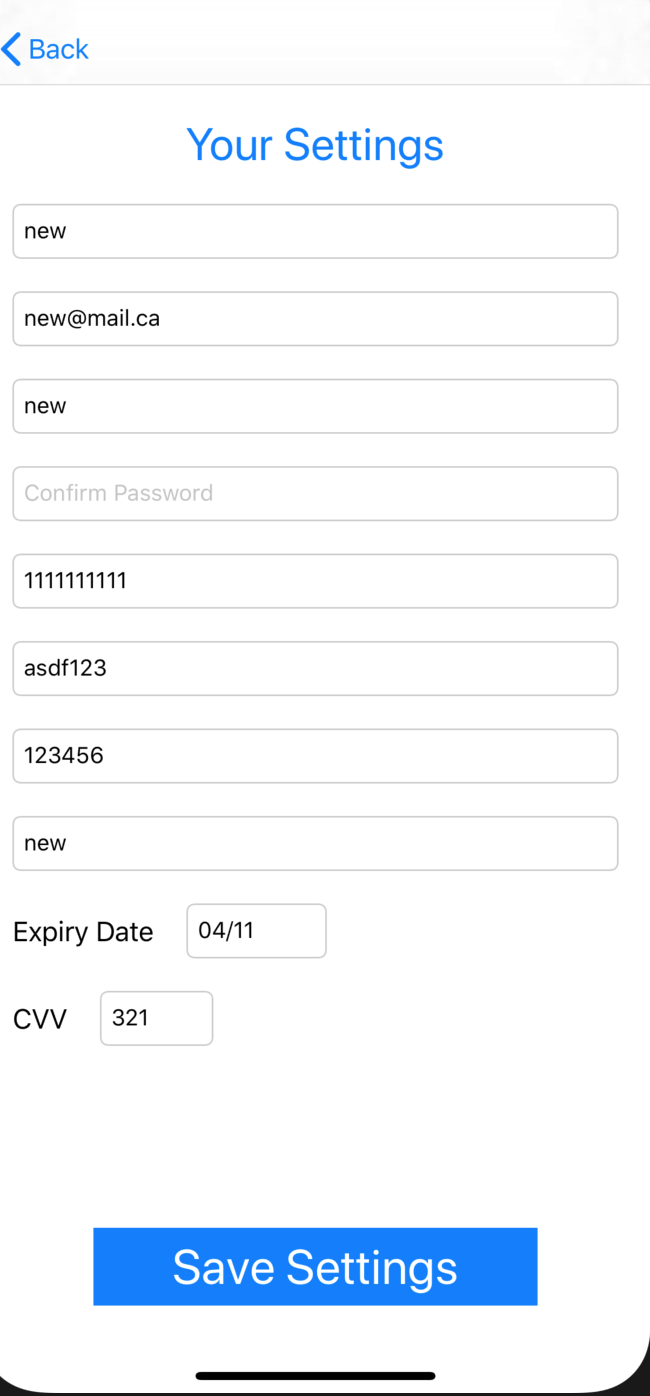 Back
Your Settings
new
new@mail.ca
new
Confirm Password
1111111111
asdf123
123456
new
Expiry Date 04/11
CVV 321
Save Settings